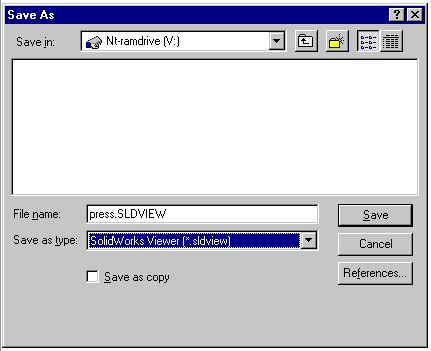 Save As
Save in: Nt-ramdrive (V:)
File name: press.SLDVIEW Save
Save as type: SolidWorks Viewer (*.sldview) Cancel
Save as copy References...